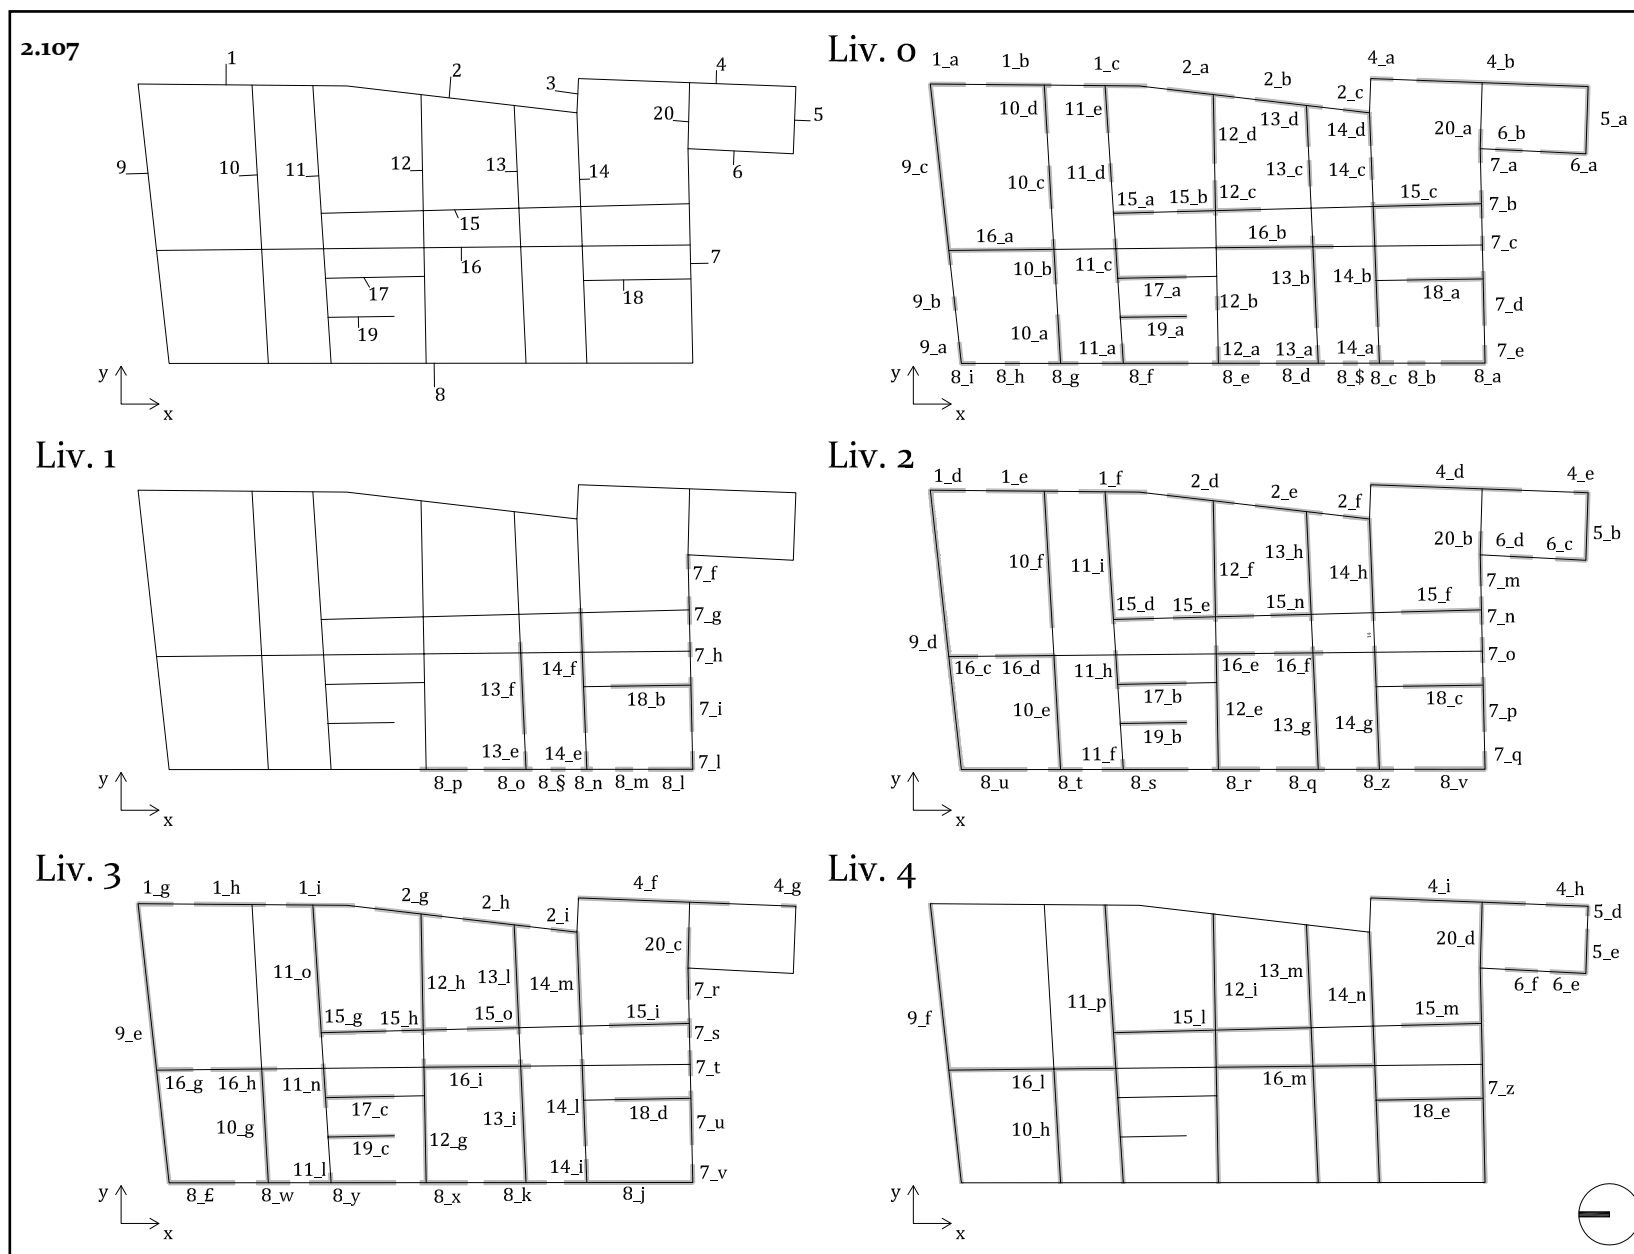 2.107
1
2
3
4
5
6
7
8
9
10
11
12
13
14
15
16
17
18
19
20
y
x
Liv. 0
1_a 1_b 1_c 2_a 2_b 2_c 4_a 4_b
10_d 11_e 12_d 13_d 14_d 20_a 6_b 5_a
9_c 10_c 11_d 13_c 14_c 7_a 6_a
15_a 15_b 12_c 15_c 7_b
16_a 16_b 7_c
10_b 11_c 17_a 13_b 14_b 18_a
9_b 12_b 7_d
9_a 10_a 11_a 19_a 12_a 13_a 14_a 7_e
8_i 8_h 8_g 8_f 8_e 8_d 8_$ 8_c 8_b 8_a
y
x
Liv. 1
7_f
7_g
14_f 7_h
13_f 18_b 7_i
13_e 14_e 7_l
8_p 8_o 8_§ 8_n 8_m 8_l
y
x
Liv. 2
1_d 1_e 1_f 2_d 2_e 2_f 4_d 4_e
10_f 11_i 12_f 13_h 14_h 20_b 6_d 6_c 5_b
7_m
15_d 15_e 15_n 15_f 7_n
9_d 7_o
16_c 16_d 11_h 16_e 16_f
17_b 18_c
10_e 12_e 13_g 14_g 7_p
11_f 19_b 7_q
8_u 8_t 8_s 8_r 8_q 8_z 8_v
y
x
Liv. 3
1_g 1_h 1_i 2_g 2_h 2_i 4_f 4_g
11_o 12_h 13_l 14_m 20_c
7_r
9_e 15_g 15_h 15_o 15_i 7_s
7_t
16_g 16_h 11_n 16_i
17_c 14_l 18_d
10_g 19_c 12_g 13_i 7_u
11_l 14_i 7_v
8_£ 8_w 8_y 8_x 8_k 8_j
y
x
Liv. 4
4_i 4_h
5_d
20_d 5_e
11_p 12_i 13_m 14_n 6_f 6_e
9_f 15_l 15_m
16_l 16_m 7_z
10_h 18_e
y
x